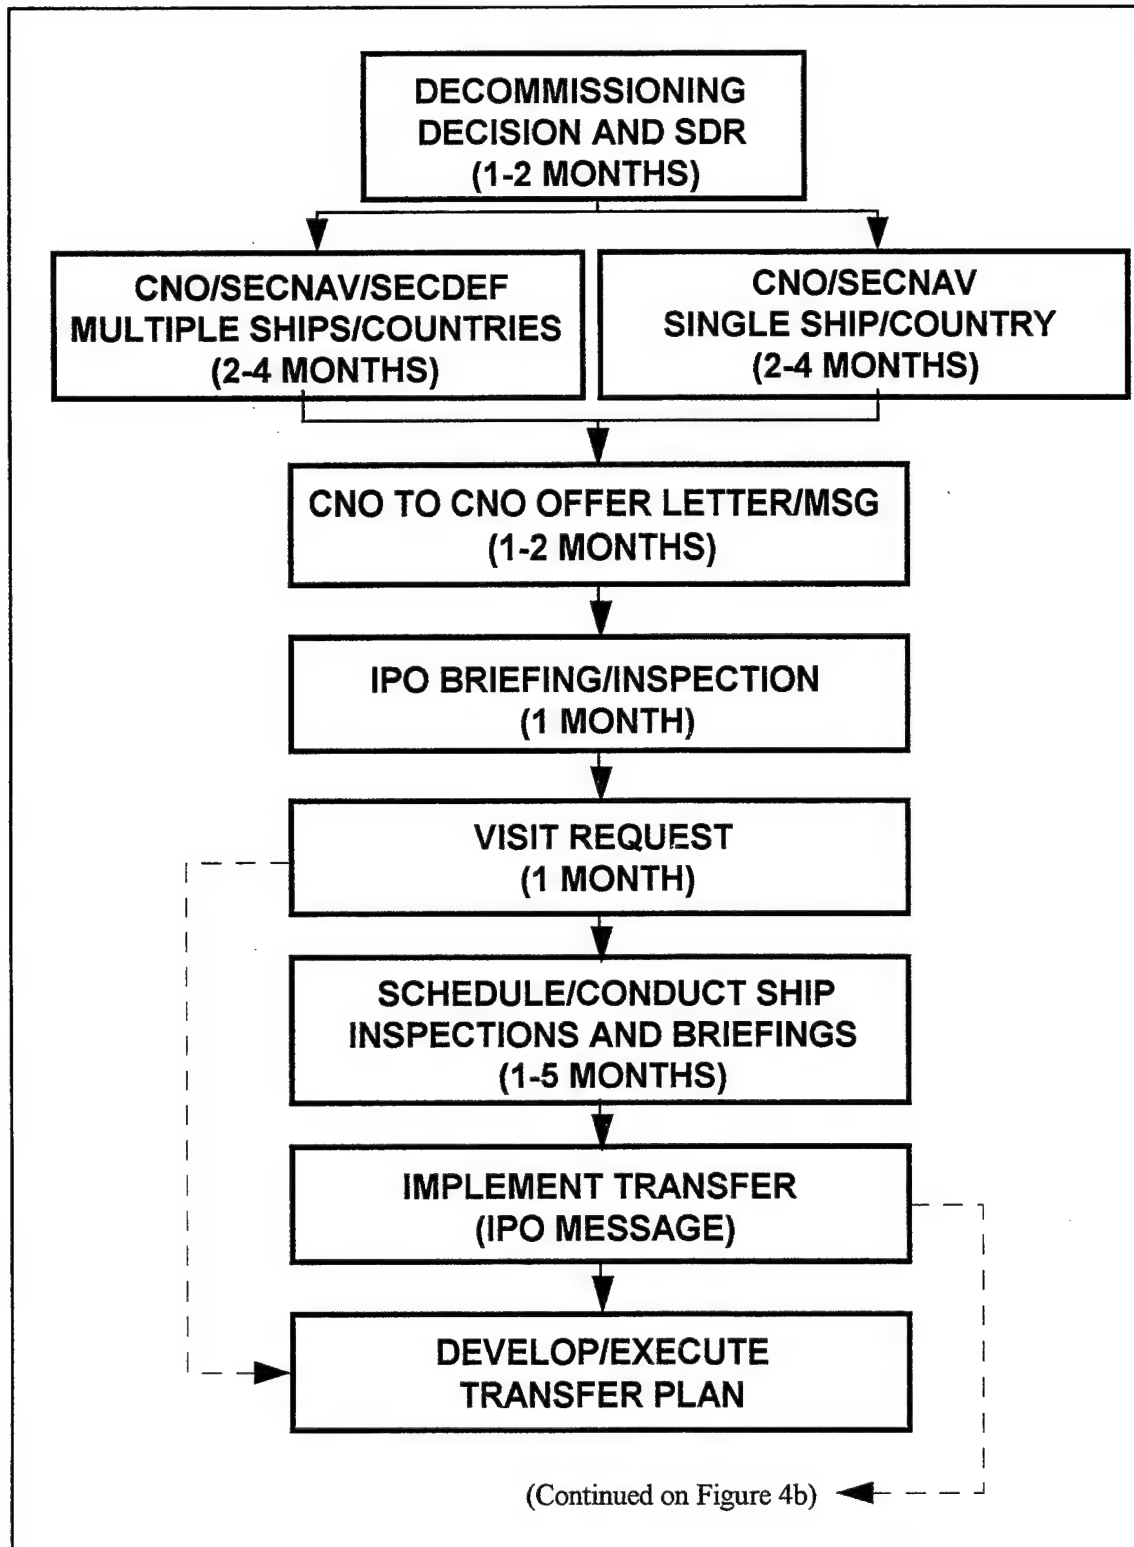 DECOMMISSIONING
DECISION AND SDR
(1-2 MONTHS)
CNO/SECNAV/SECDEF
MULTIPLE SHIPS/COUNTRIES
(2-4 MONTHS)
CNO/SECNAV
SINGLE SHIP/COUNTRY
(2-4 MONTHS)
CNO TO CNO OFFER LETTER/MSG
(1-2 MONTHS)
IPO BRIEFING/INSPECTION
(1 MONTH)
VISIT REQUEST
(1 MONTH)
SCHEDULE/CONDUCT SHIP
INSPECTIONS AND BRIEFINGS
(1-5 MONTHS)
IMPLEMENT TRANSFER
(IPO MESSAGE)
DEVELOP/EXECUTE
TRANSFER PLAN
(Continued on Figure 4b)